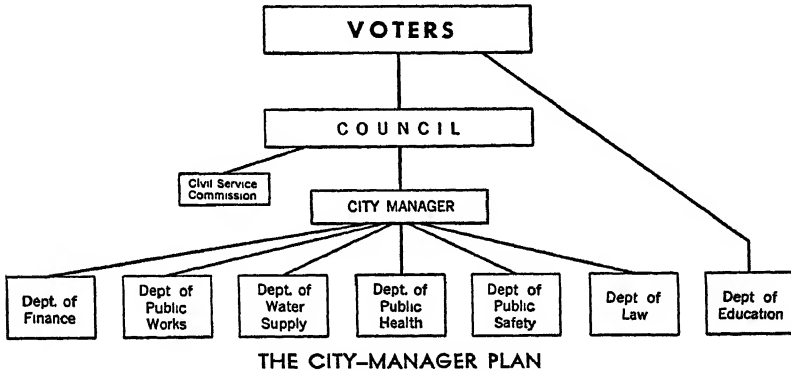 VOTERS
COUNCIL
Civil Service
Commission
CITY MANAGER
Dept. of
Finance
Dept of
Public
Works
Dept. of
Water
Supply
Dept. of
Public
Health
Dept of
Public
Safety
Dept of
Law
Dept of
Education
THE CITY-MANAGER PLAN